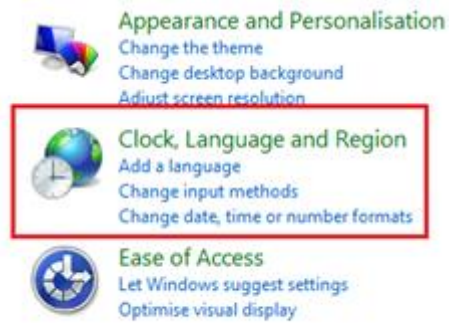 Appearance and Personalisation
Change the theme
Change desktop background
Adjust screen resolution
Clock, Language and Region
Add a language
Change input methods
Change date, time or number formats
Ease of Access
Let Windows suggest settings
Optimise visual display